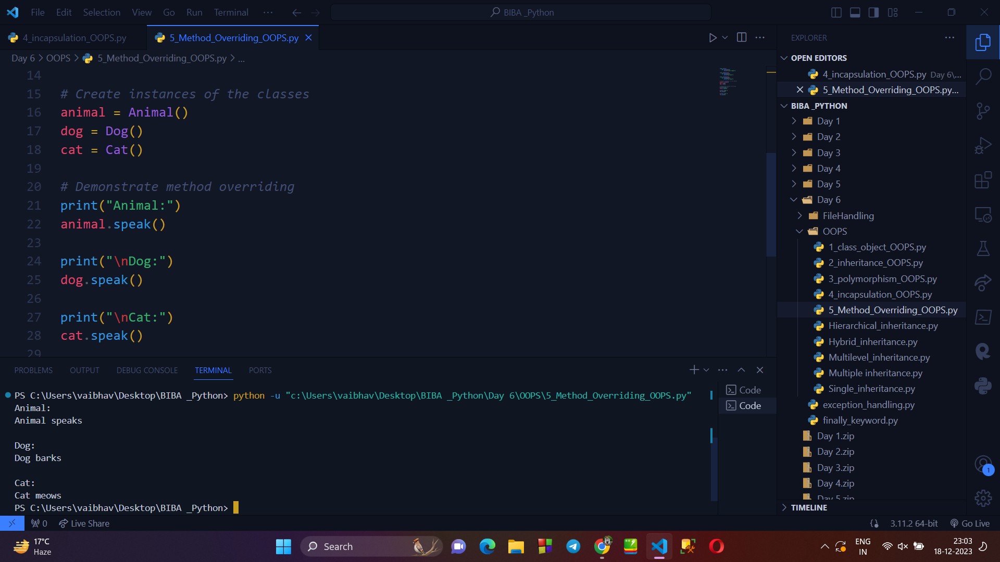 File Edit Selection View Go Run Terminal ··· BIBA _Python
4_incapsulation_OOPS.py 5_Method_Overriding_OOPS.py
Day 6 > OOPS > 5_Method_Overriding_OOPS.py > ...
14
15 # Create instances of the classes
16 animal = Animal()
17 dog = Dog()
18 cat = Cat()
19
20 # Demonstrate method overriding
21 print("Animal:")
22 animal.speak()
23
24 print("\nDog:")
25 dog.speak()
26
27 print("\nCat:")
28 cat.speak()
29
PROBLEMS OUTPUT DEBUG CONSOLE TERMINAL PORTS
PS C:\Users\vaibhav\Desktop\BIBA _Python> python -u "c:\Users\vaibhav\Desktop\BIBA _Python\Day 6\OOPS\5_Method_Overriding_OOPS.py"
Animal:
Animal speaks

Dog:
Dog barks

Cat:
Cat meows
PS C:\Users\vaibhav\Desktop\BIBA _Python>
Code
Code
EXPLORER
OPEN EDITORS
4_incapsulation_OOPS.py Day 6\...
5_Method_Overriding_OOPS.py...
BIBA _PYTHON
Day 1
Day 2
Day 3
Day 4
Day 5
Day 6
FileHandling
OOPS
1_class_object_OOPS.py
2_inheritance_OOPS.py
3_polymorphism_OOPS.py
4_incapsulation_OOPS.py
5_Method_Overriding_OOPS.py
Hierarchical_inheritance.py
Hybrid_inheritance.py
Multilevel_inheritance.py
Multiple inheritance.py
Single_inheritance.py
exception_handling.py
finally_keyword.py
Day 1.zip
Day 2.zip
Day 3.zip
Day 4.zip
Day 5.zip
TIMELINE
1
0 Live Share 3.11.2 64-bit Go Live
17°C
Haze
Search
ENG
IN
23:03
18-12-2023